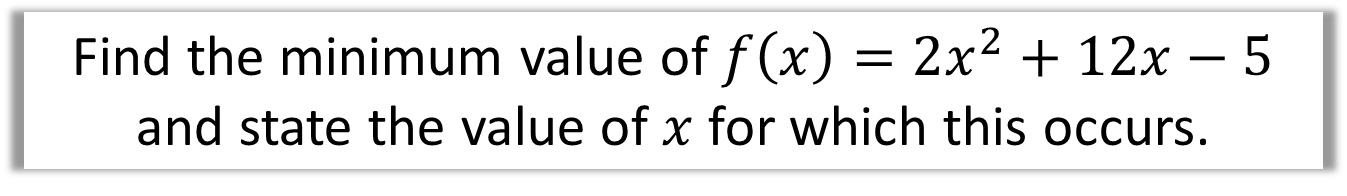 Find the minimum value of f(x) = 2x² + 12x − 5
and state the value of x for which this occurs.